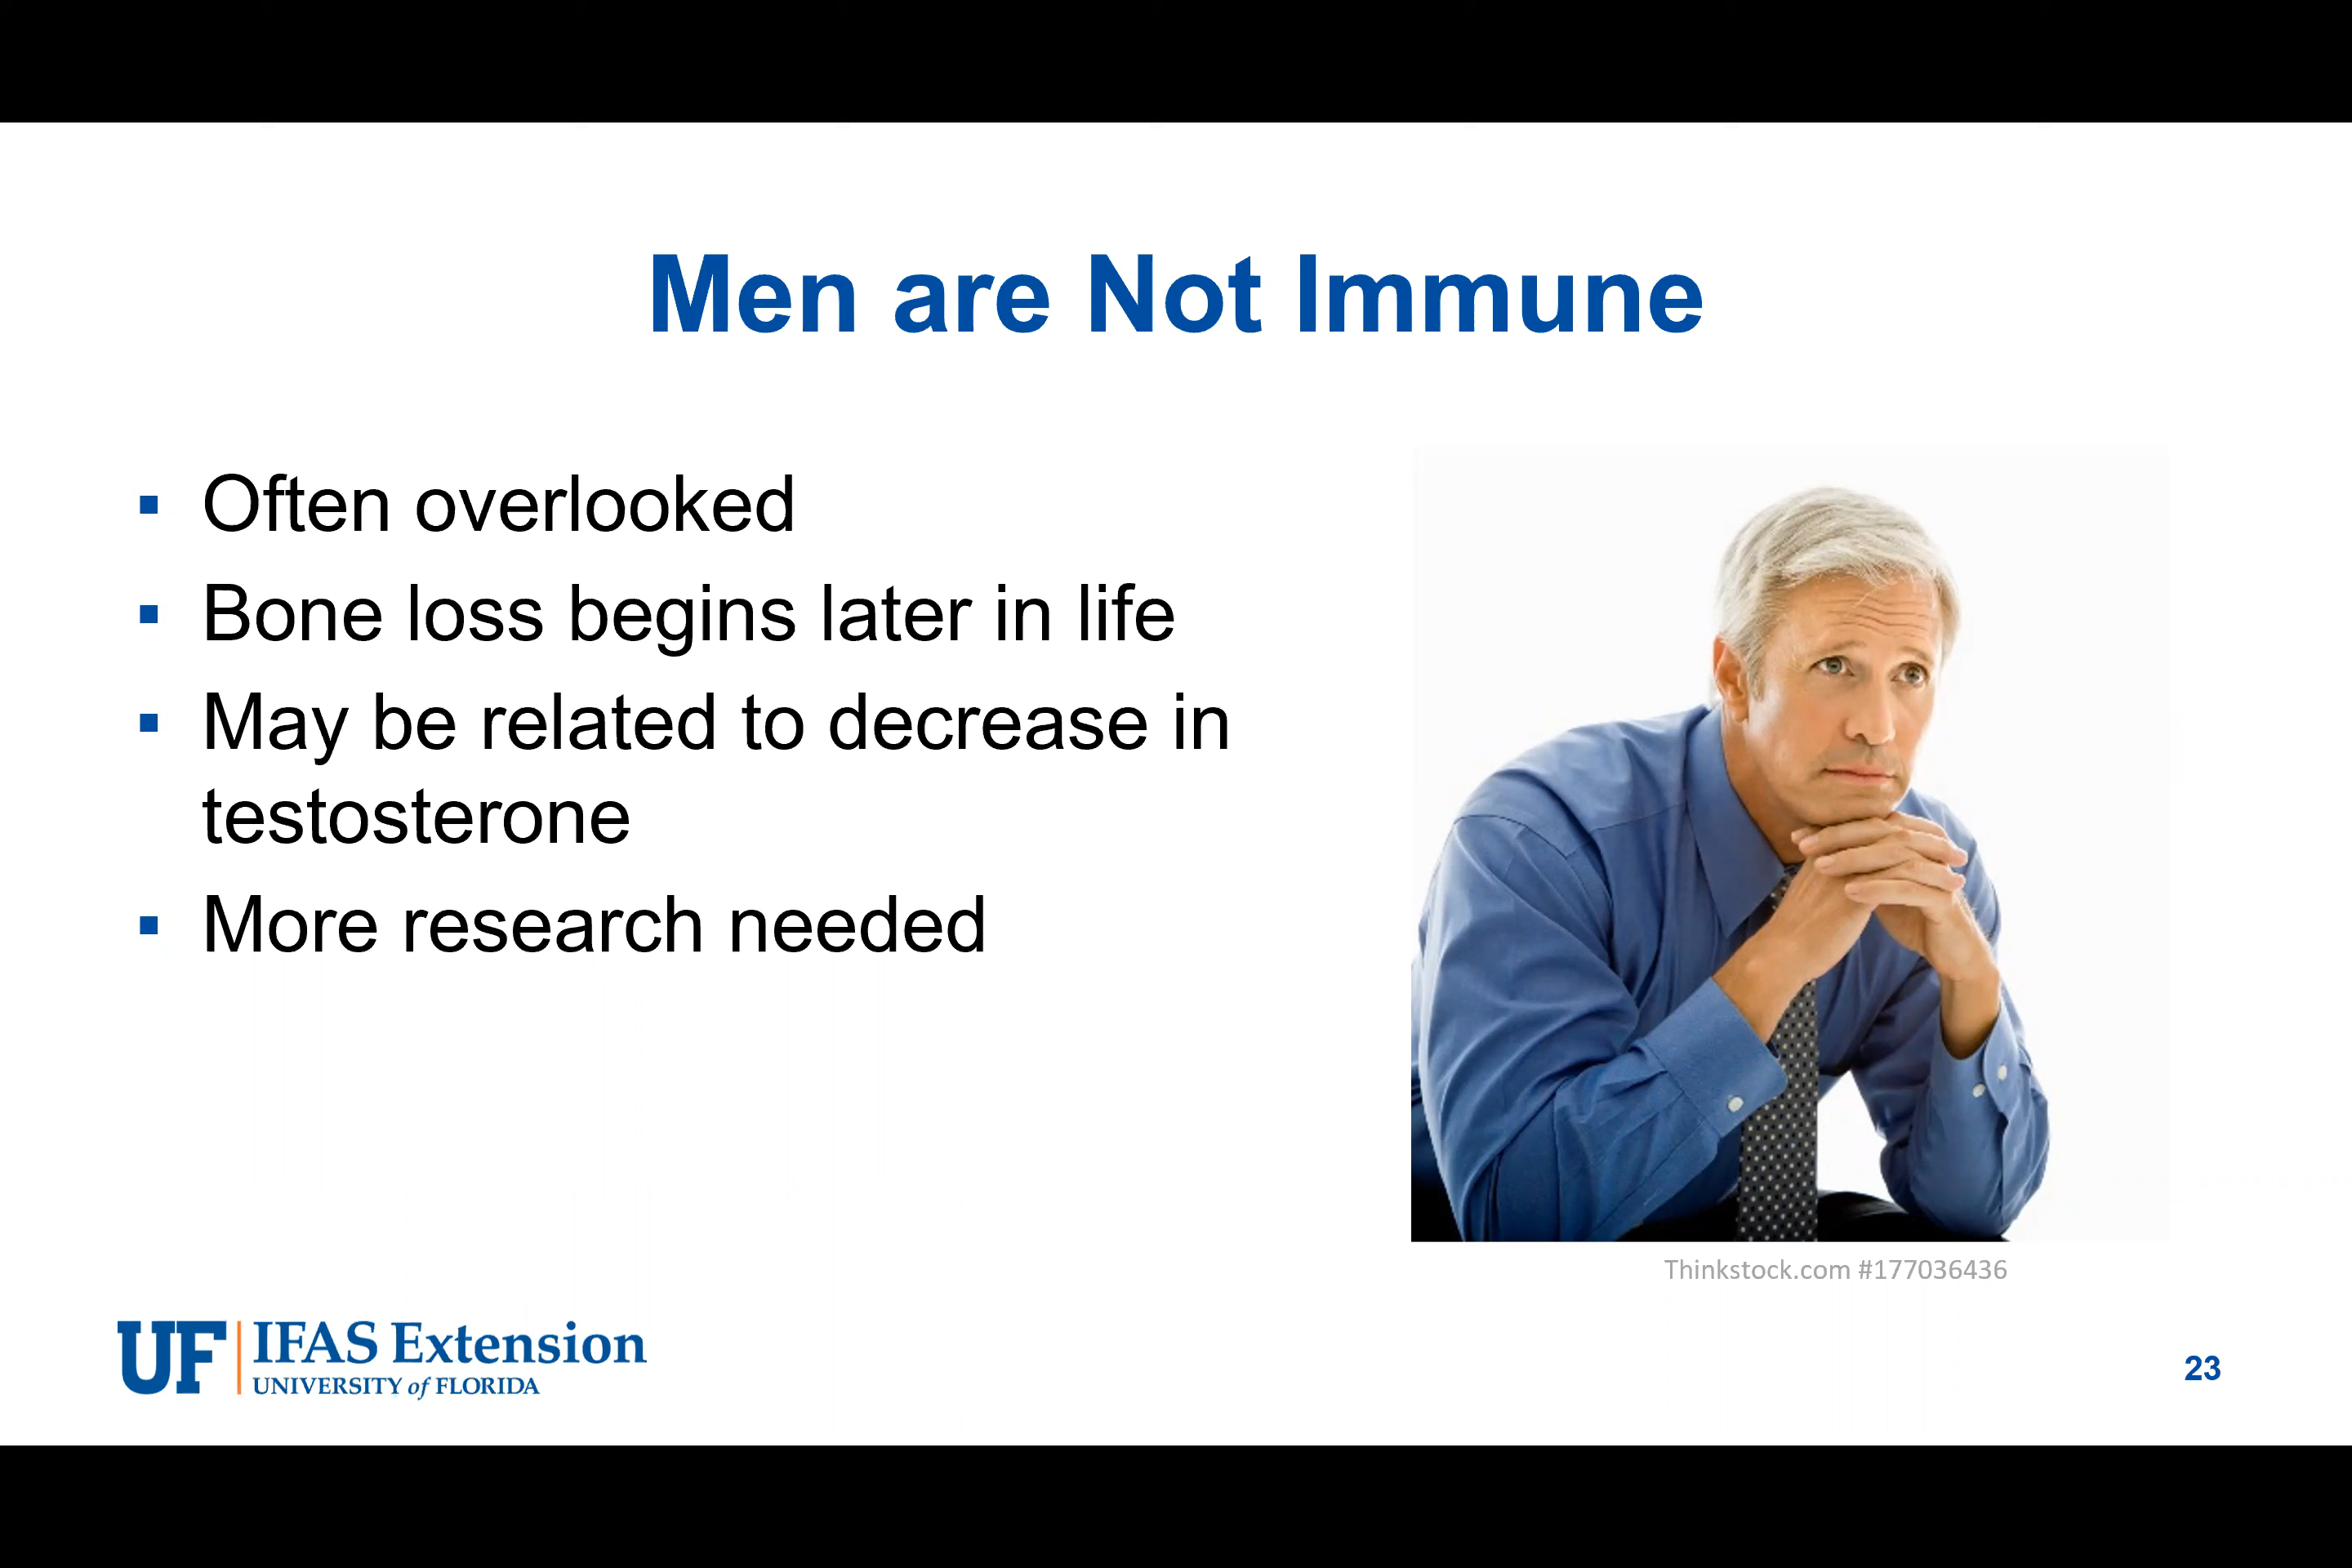 Men are Not Immune
▪ Often overlooked
▪ Bone loss begins later in life
▪ May be related to decrease in
testosterone
▪ More research needed
Thinkstock.com #177036436
UF IFAS Extension
UNIVERSITY of FLORIDA
23